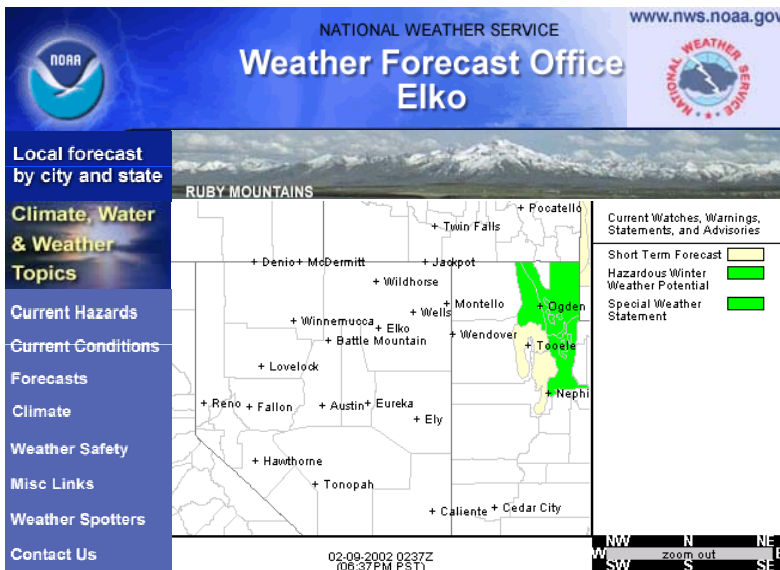 NOAA
NATIONAL WEATHER SERVICE
www.nws.noaa.gov
Weather Forecast Office
Elko
NATIONAL WEATHER SERVICE
Local forecast
by city and state
RUBY MOUNTAINS
Climate, Water
& Weather
Topics
Current Hazards
Current Conditions
Forecasts
Climate
Weather Safety
Misc Links
Weather Spotters
Contact Us
+ Pocatello
+ Twin Falls
+ Denio + McDermitt
+ Jackpot
+ Wildhorse
+ Montello
+ Ogden
+ Wells
+ Winnemucca
+ Elko
+ Battle Mountain
+ Wendover
+ Tooele
+ Lovelock
+ Nephi
+ Reno + Fallon
+ Austin + Eureka
+ Ely
+ Hawthorne
+ Tonopah
+ Caliente + Cedar City
02-09-2002 0237Z
(06:37PM PST)
Current Watches, Warnings,
Statements, and Advisories
Short Term Forecast
Hazardous Winter
Weather Potential
Special Weather
Statement
NW N NE
W zoom out E
SW S SE